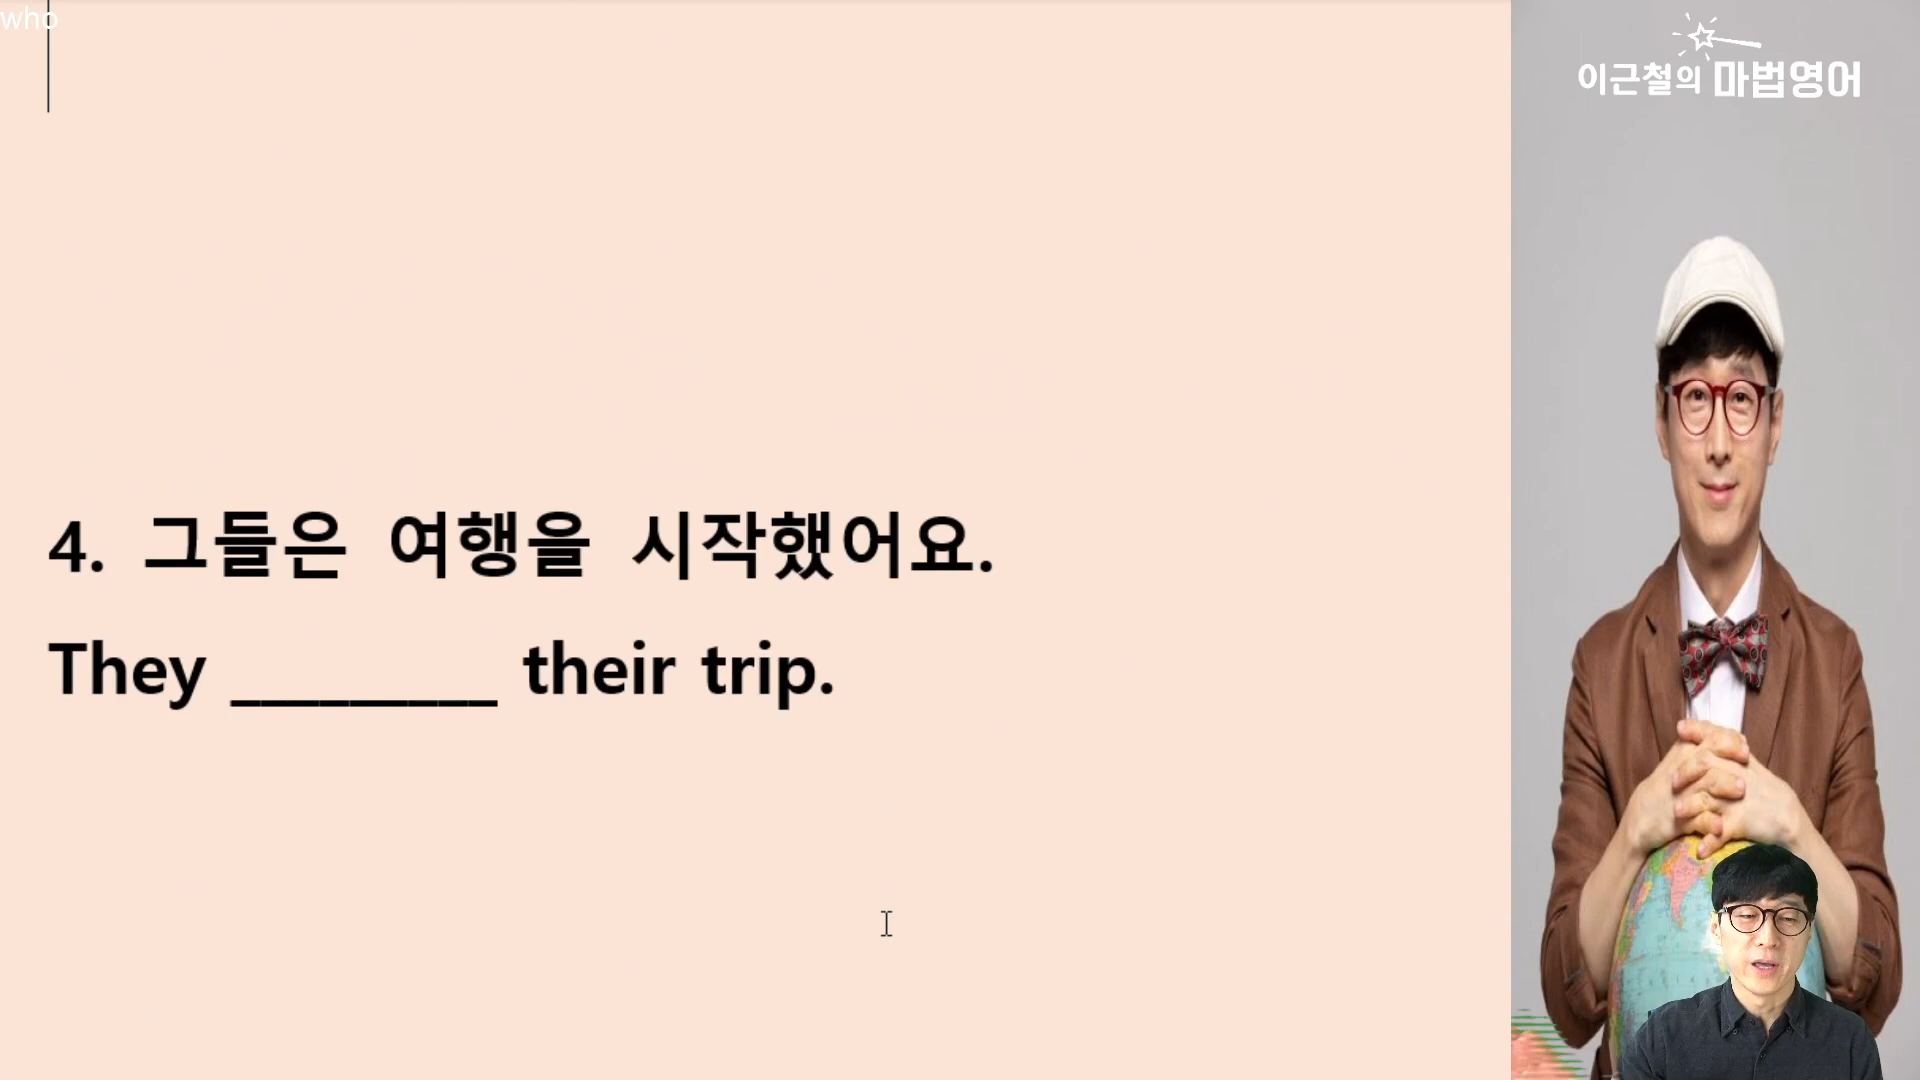 who
이근철의 마법영어
4. 그들은 여행을 시작했어요.
They _________ their trip.